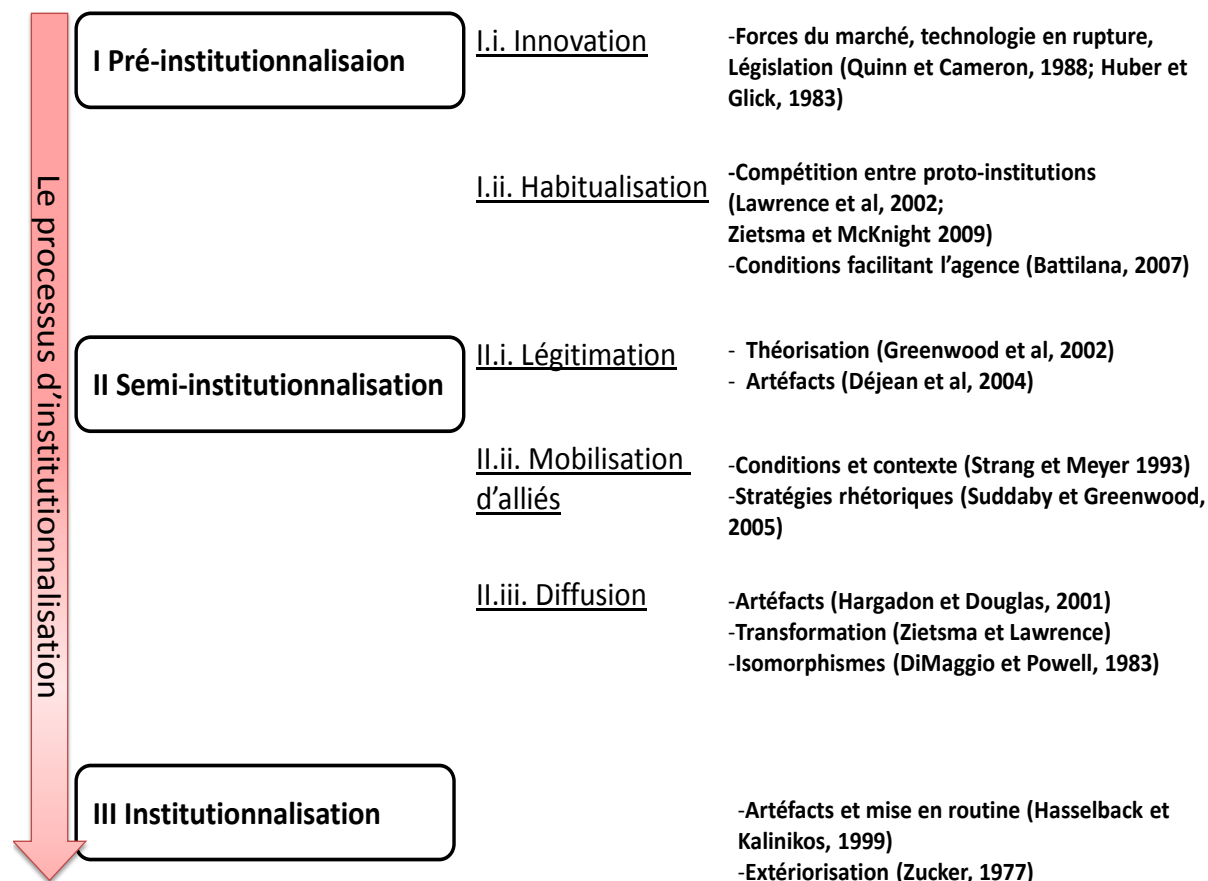 Le processus d'institutionnalisation
I Pré-institutionnalisaion
I.i. Innovation
-Forces du marché, technologie en rupture,
Législation (Quinn et Cameron, 1988; Huber et
Glick, 1983)
I.ii. Habitualisation
-Compétition entre proto-institutions
(Lawrence et al, 2002;
Zietsma et McKnight 2009)
-Conditions facilitant l'agence (Battilana, 2007)
II Semi-institutionnalisation
II.i. Légitimation
- Théorisation (Greenwood et al, 2002)
- Artéfacts (Déjean et al, 2004)
II.ii. Mobilisation
d'alliés
-Conditions et contexte (Strang et Meyer 1993)
-Stratégies rhétoriques (Suddaby et Greenwood,
2005)
II.iii. Diffusion
-Artéfacts (Hargadon et Douglas, 2001)
-Transformation (Zietsma et Lawrence)
-Isomorphismes (DiMaggio et Powell, 1983)
III Institutionnalisation
-Artéfacts et mise en routine (Hasselback et
Kalinikos, 1999)
-Extériorisation (Zucker, 1977)